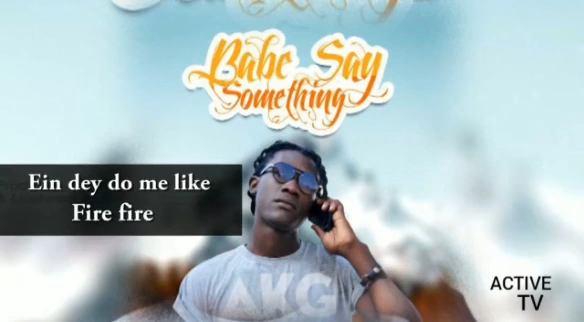 Babe Say
Something
Ein dey do me like
Fire fire
AKG
ACTIVE
TV